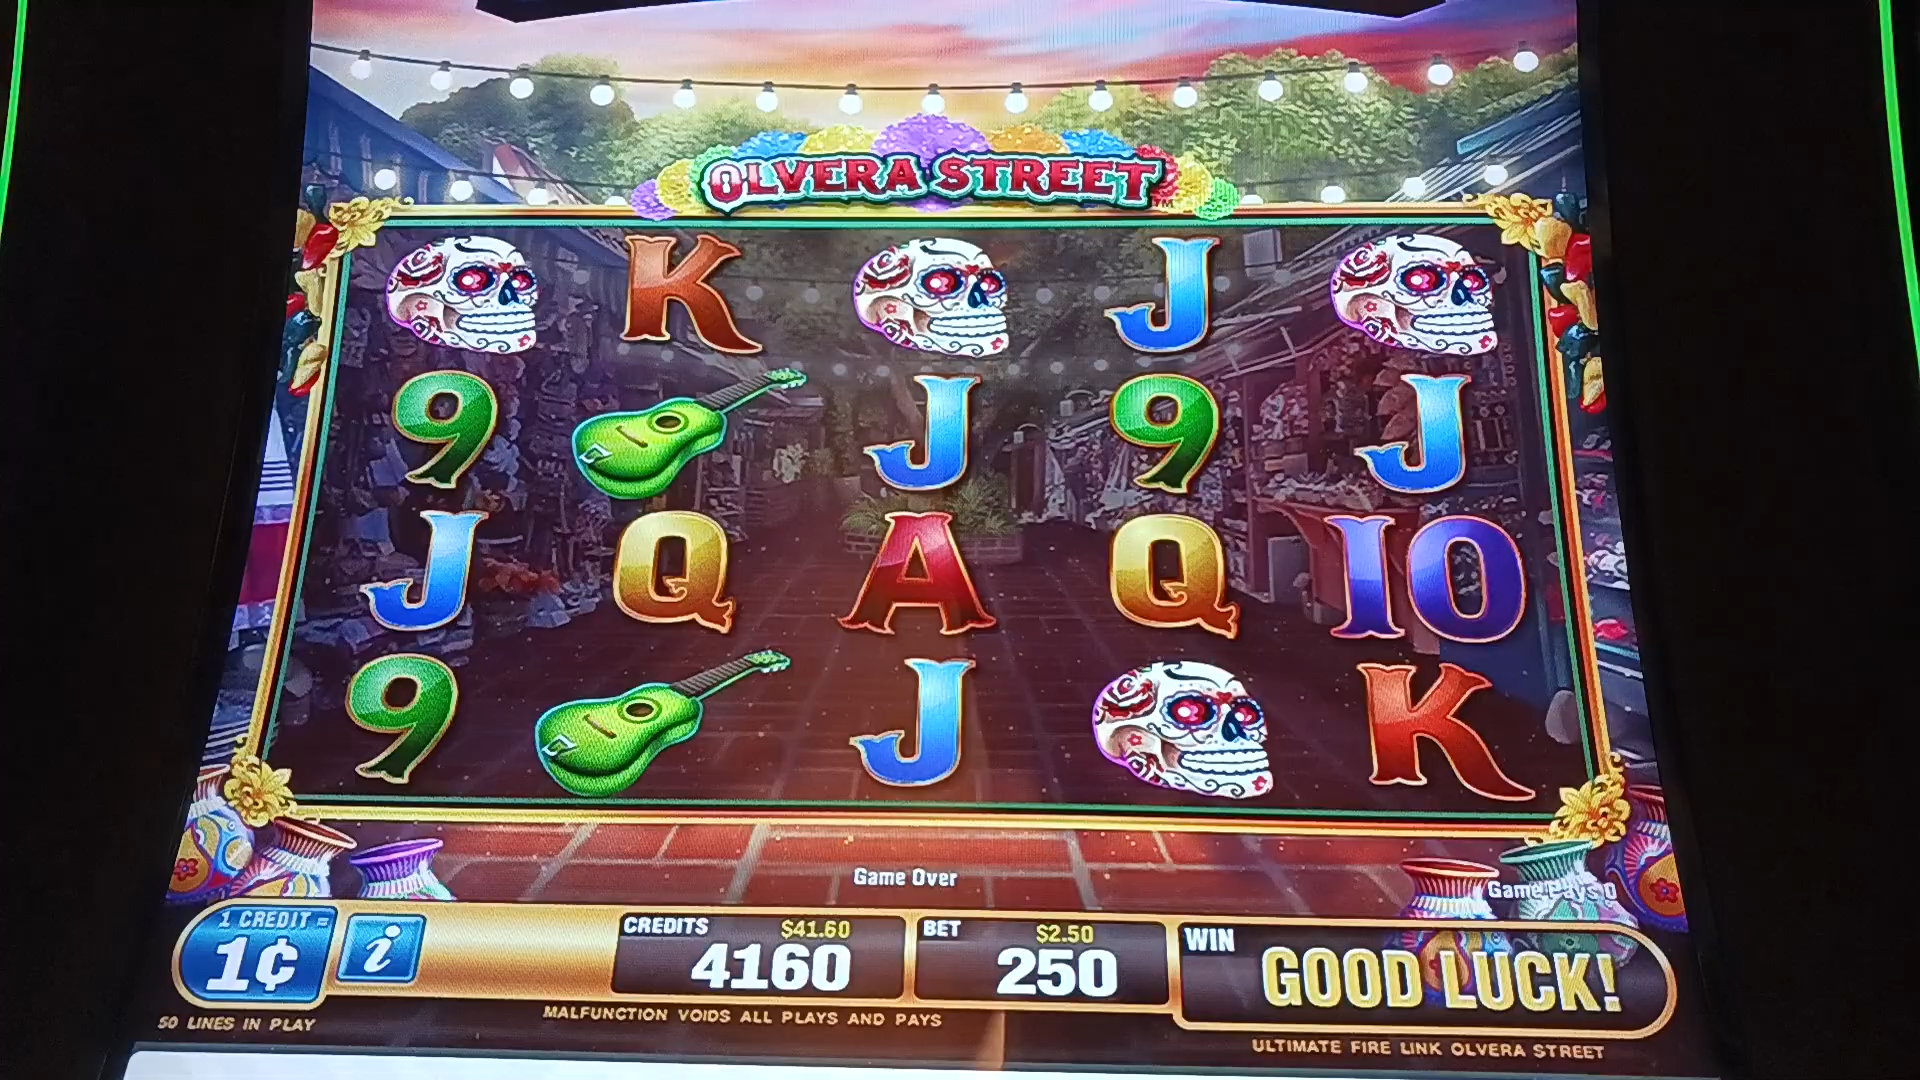 OLVERA STREET™
K J
9 J 9 J
J Q A Q 10
9 J K
Game Over
Game Pays 0
1 CREDIT =
1¢
i
CREDITS $41.60
4160
BET $2.50
250
WIN
GOOD LUCK!
50 LINES IN PLAY
MALFUNCTION VOIDS ALL PLAYS AND PAYS
ULTIMATE FIRE LINK OLVERA STREET